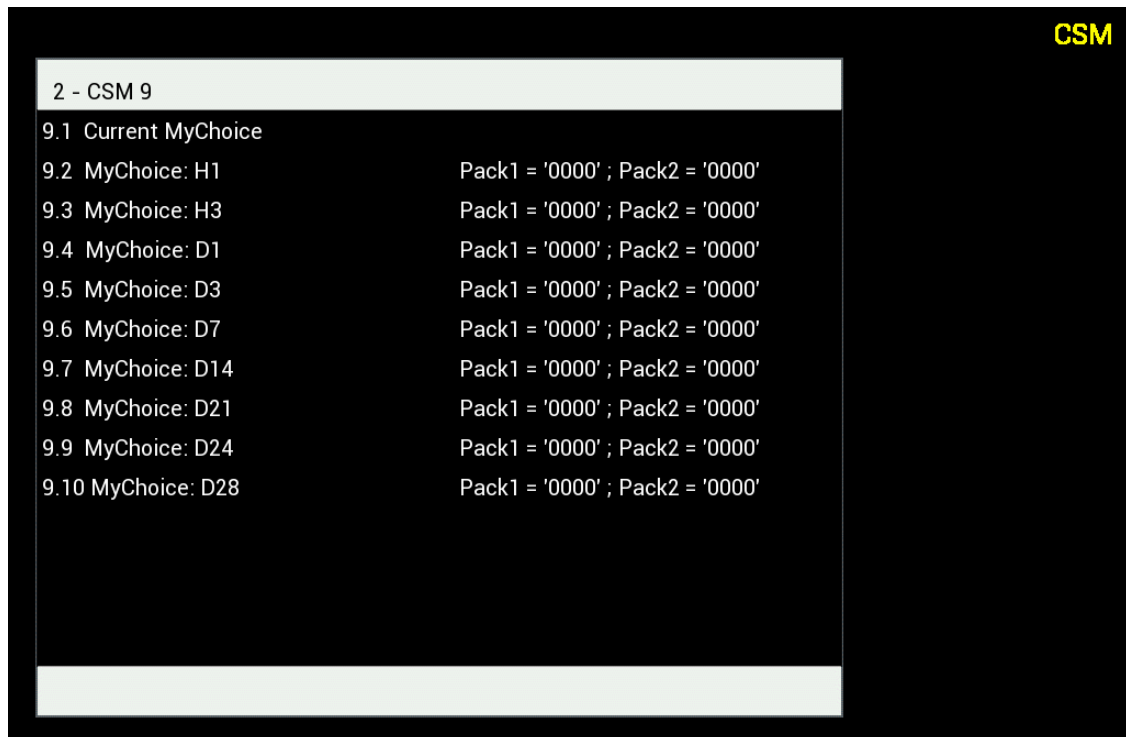 CSM
2 - CSM 9
9.1 Current MyChoice
9.2 MyChoice: H1 Pack1 = '0000' ; Pack2 = '0000'
9.3 MyChoice: H3 Pack1 = '0000' ; Pack2 = '0000'
9.4 MyChoice: D1 Pack1 = '0000' ; Pack2 = '0000'
9.5 MyChoice: D3 Pack1 = '0000' ; Pack2 = '0000'
9.6 MyChoice: D7 Pack1 = '0000' ; Pack2 = '0000'
9.7 MyChoice: D14 Pack1 = '0000' ; Pack2 = '0000'
9.8 MyChoice: D21 Pack1 = '0000' ; Pack2 = '0000'
9.9 MyChoice: D24 Pack1 = '0000' ; Pack2 = '0000'
9.10 MyChoice: D28 Pack1 = '0000' ; Pack2 = '0000'